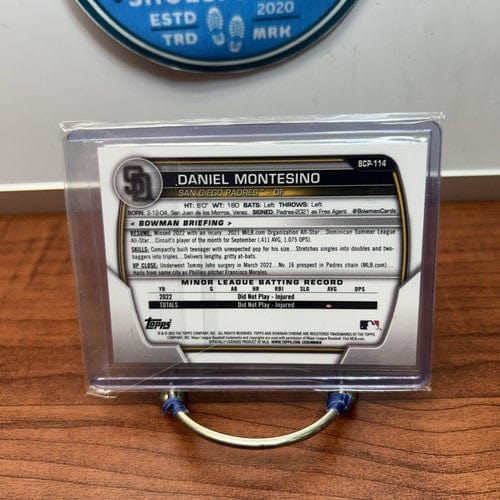 ESTD
2020
TRD
MRK
BCP-114
SD
DANIEL MONTESINO
SAN DIEGO PADRES™ - OF
HT: 6'0" WT: 180 BATS: Left THROWS: Left
BORN: 2-12-04, San Juan de los Morros, Venez. SIGNED: Padres-2021 as Free Agent @BowmanCards
< BOWMAN BRIEFING >
RESUME: Missed 2022 with an injury...2021 MLB.com Organization All-Star...Dominican Summer League
All-Star...Circuit's player of the month for September (.411 AVG, 1.075 OPS).
SKILLS: Compactly built teenager with unexpected pop for his size...Stretches singles into doubles and two-
baggers into triples...Delivers lengthy, gritty at-bats.
UP CLOSE: Underwent Tommy John surgery in March 2022...No. 16 prospect in Padres chain (MLB.com)
Hails from same city as Phillies pitcher Francisco Morales.
MINOR LEAGUE BATTING RECORD
YR G AB HR RBI SLG AVG OPS
2022 Did Not Play - Injured
TOTALS Did Not Play - Injured
Topps